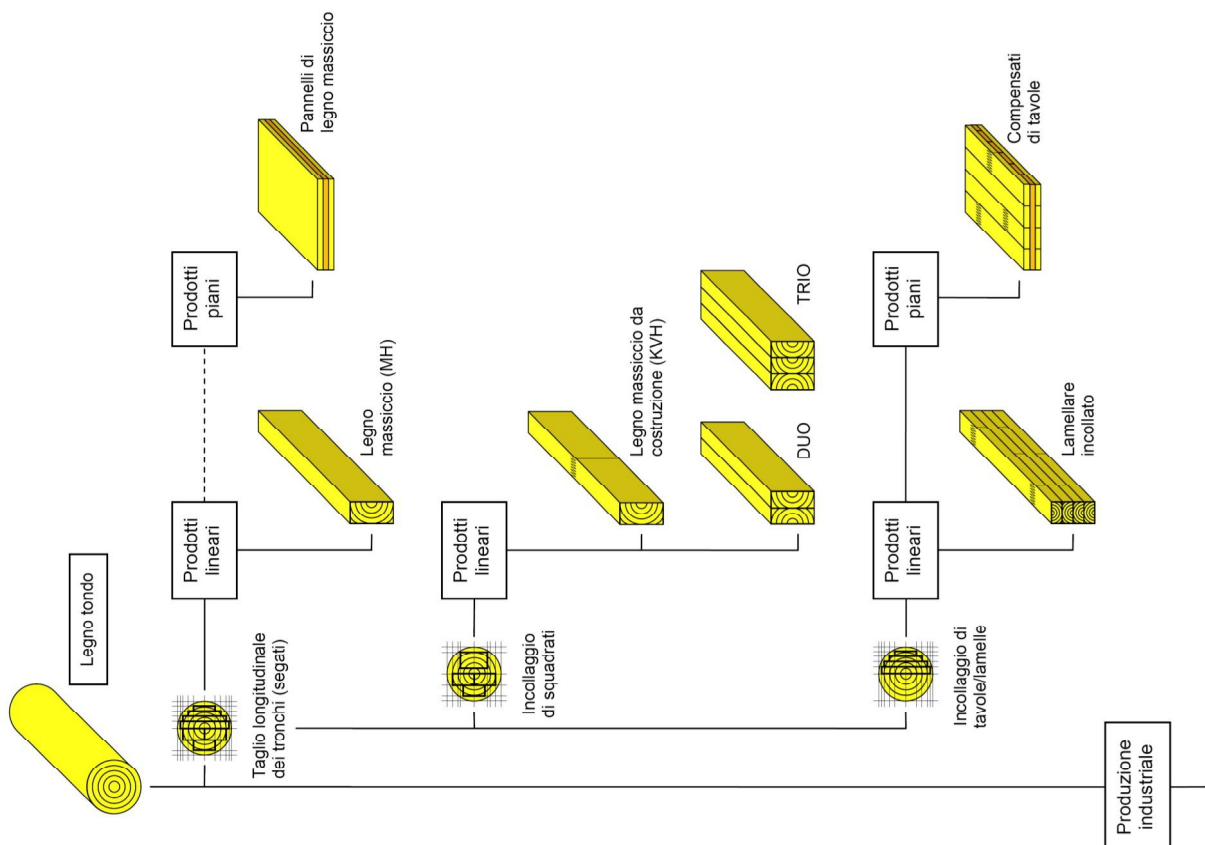 Legno tondo
Taglio longitudinale
dei tronchi (segati)
Prodotti
lineari
Legno
massiccio (MH)
Prodotti
piani
Pannelli di
legno massiccio
Incollaggio
di squadrati
Prodotti
lineari
Legno massiccio da
costruzione (KVH)
DUO
TRIO
Incollaggio di
tavole/lamelle
Prodotti
lineari
Lamellare
incollato
Prodotti
piani
Compensati
di tavole
Produzione
industriale